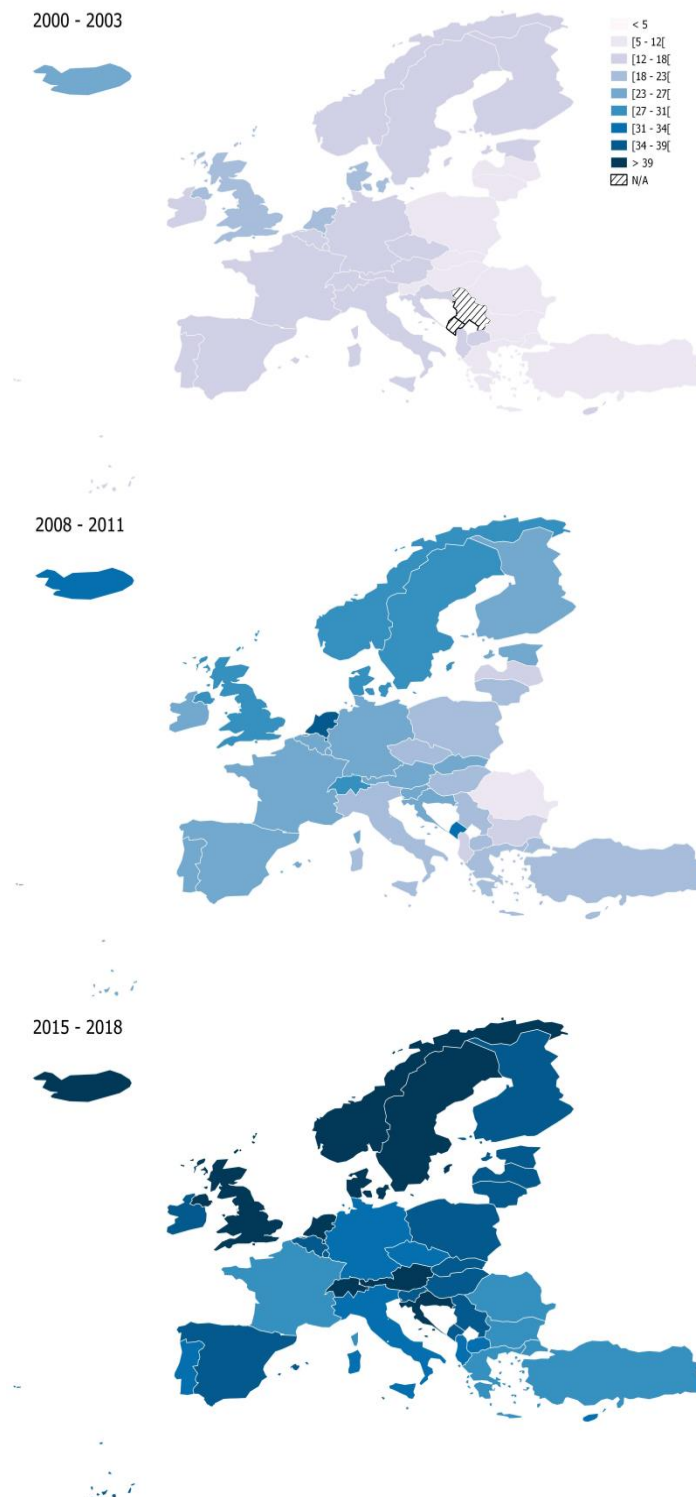 2000 - 2003
< 5
[5 - 12[
[12 - 18[
[18 - 23[
[23 - 27[
[27 - 31[
[31 - 34[
[34 - 39[
> 39
N/A
2008 - 2011
2015 - 2018